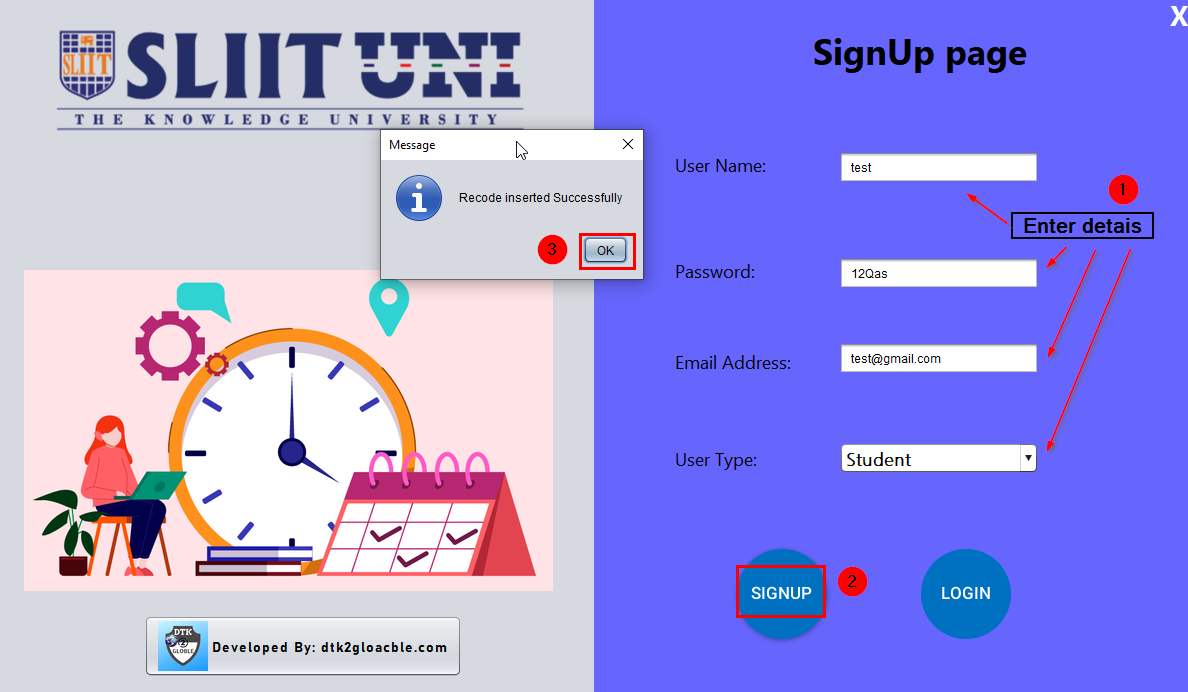 SLIIT
SLIIT UNI
THE KNOWLEDGE UNIVERSITY
Message
Recode inserted Successfully
3
OK
DTK
2
GLOBLE
Developed By: dtk2gloacble.com
X
SignUp page
User Name:
test
1
Enter detais
Password:
12Qas
Email Address:
test@gmail.com
User Type:
Student
SIGNUP
2
LOGIN